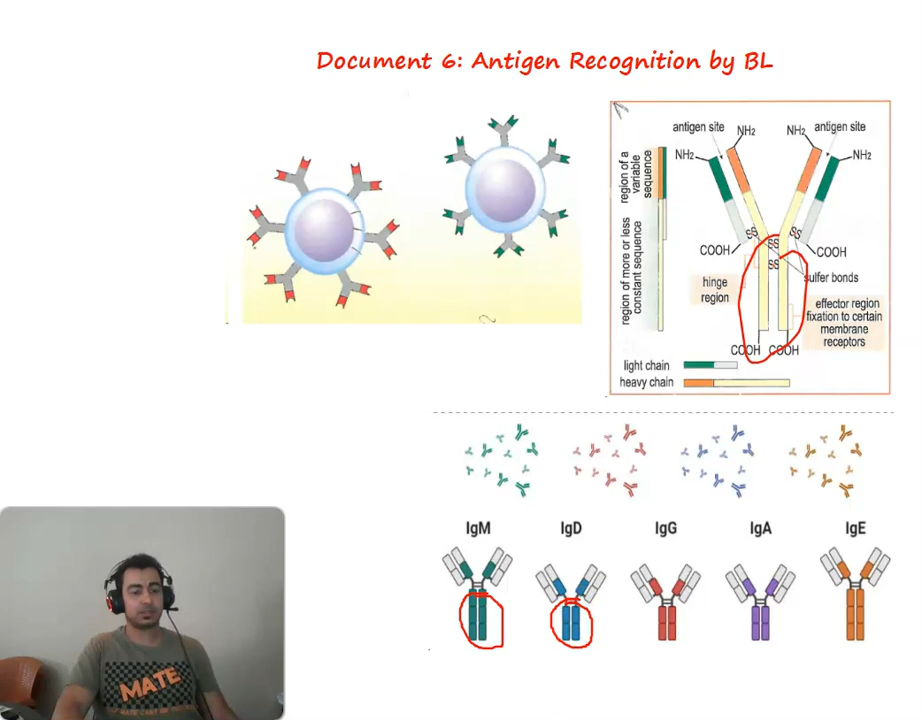 Document 6: Antigen Recognition by BL
antigen site
NH2
NH2
antigen site
NH2
NH2
region of a
variable
sequence
region of more or less
constant sequence
SS
SS
SS
SS
COOH
COOH
sulfer bonds
hinge
region
effector region
fixation to certain
membrane
receptors
COOH
COOH
light chain
heavy chain
IgM
IgD
IgG
IgA
IgE
MATE